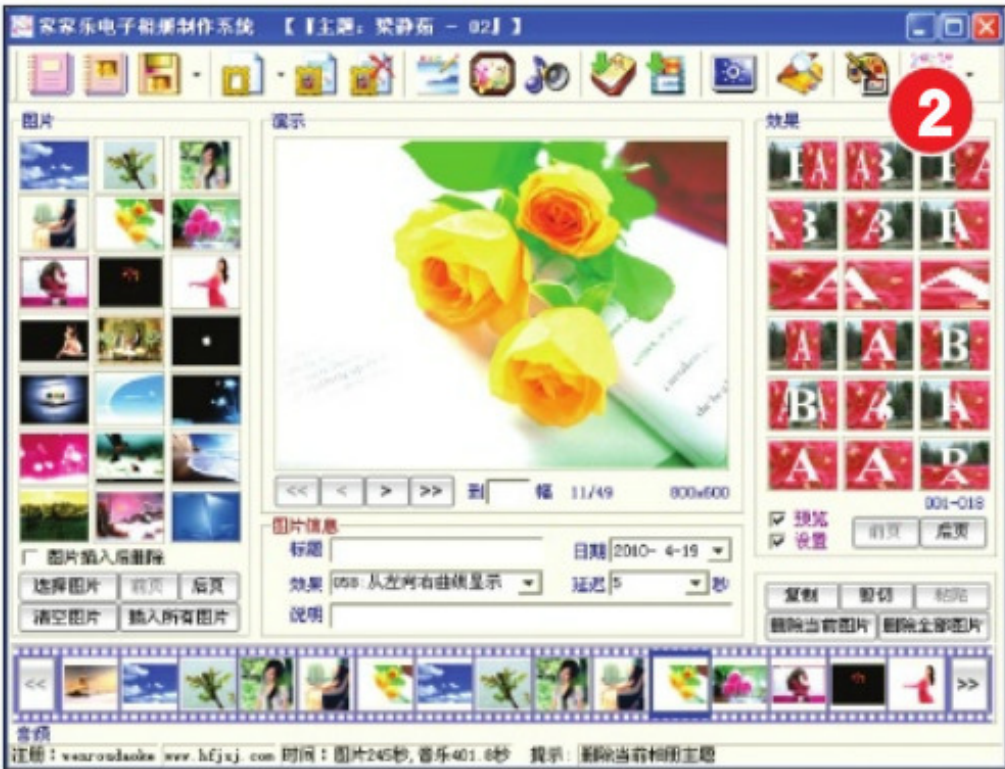 家家乐电子相册制作系统 【『主题: 梁静茹 - 02』】
2
图片
演示
效果
<< < > >> 到 幅 11/49 800x600
001-018
预览
设置
前页 后页
图片插入后删除
选择图片 前页 后页
清空图片 插入所有图片
图片信息
标题 日期 2010- 4-19
效果 058 从左向右曲线显示 延迟 5 秒
说明
复制 剪切 粘贴
删除当前图片 删除全部图片
<< >>
音频
注册: www.hfjxj.com 时间: 图片245秒,音乐401.8秒 提示: 删除当前相册主题